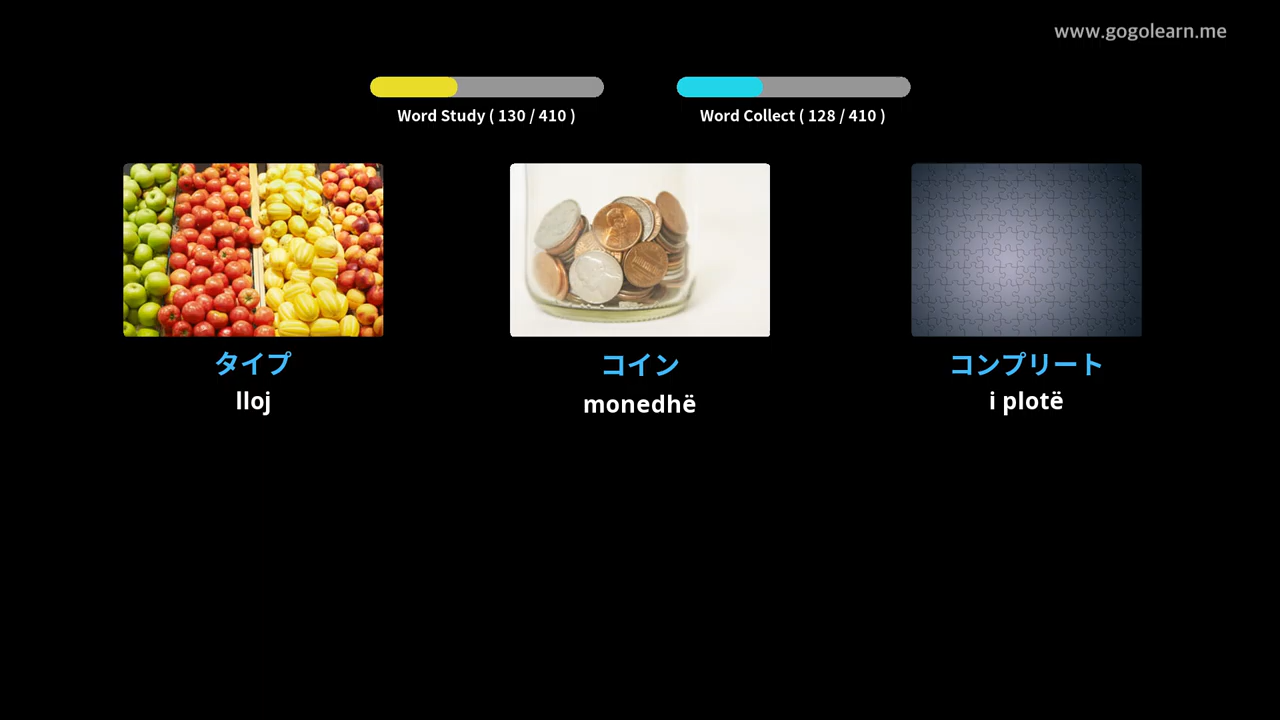 www.gogolearn.me
Word Study ( 130 / 410 )
Word Collect ( 128 / 410 )
タイプ
lloj
コイン
monedhë
コンプリート
i plotë